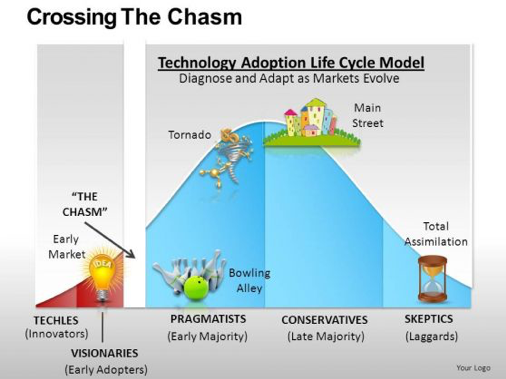 Crossing The Chasm
Technology Adoption Life Cycle Model
Diagnose and Adapt as Markets Evolve
Main
Street
Tornado
"THE
CHASM"
Early
Market
IDEA
Total
Assimilation
Bowling
Alley
TECHLES
(Innovators)
VISIONARIES
(Early Adopters)
PRAGMATISTS
(Early Majority)
CONSERVATIVES
(Late Majority)
SKEPTICS
(Laggards)
Your Logo